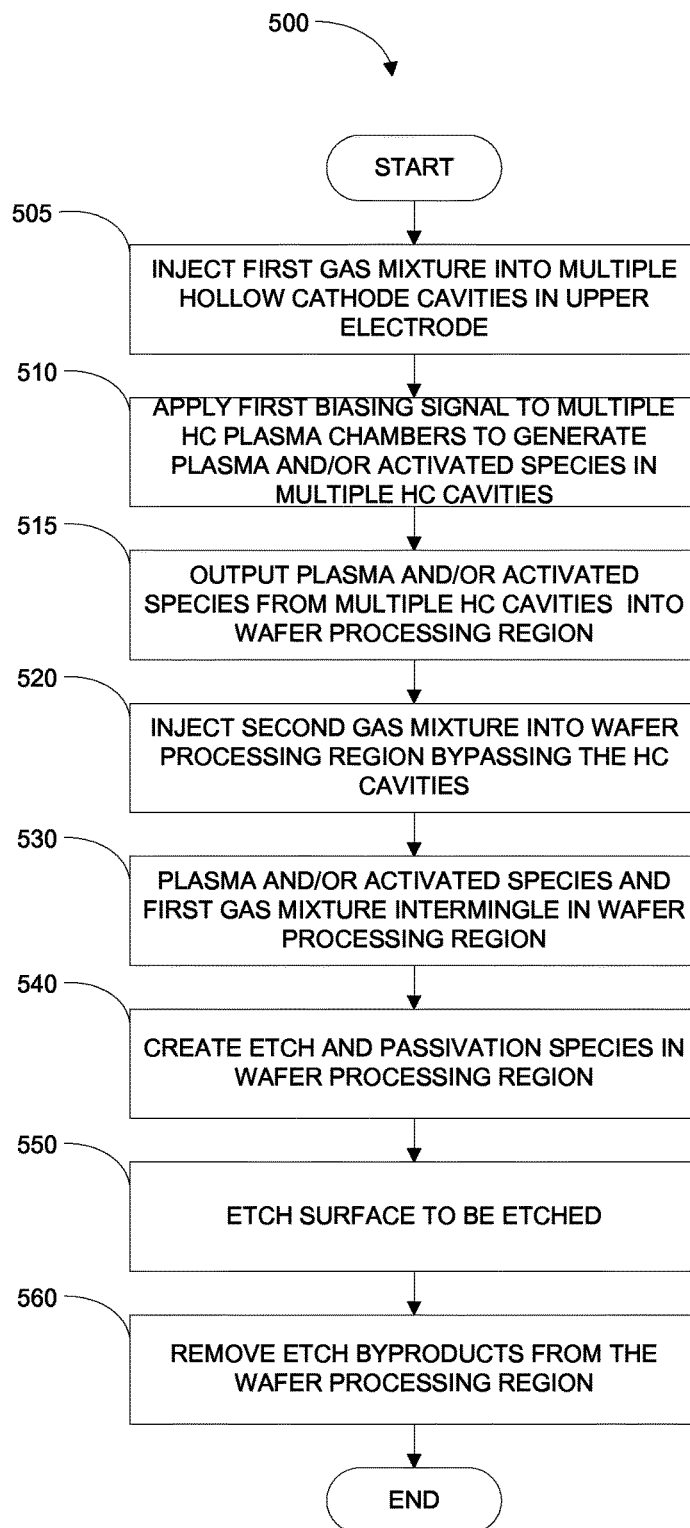 500
START
505
INJECT FIRST GAS MIXTURE INTO MULTIPLE
HOLLOW CATHODE CAVITIES IN UPPER
ELECTRODE
510
APPLY FIRST BIASING SIGNAL TO MULTIPLE
HC PLASMA CHAMBERS TO GENERATE
PLASMA AND/OR ACTIVATED SPECIES IN
MULTIPLE HC CAVITIES
515
OUTPUT PLASMA AND/OR ACTIVATED
SPECIES FROM MULTIPLE HC CAVITIES INTO
WAFER PROCESSING REGION
520
INJECT SECOND GAS MIXTURE INTO WAFER
PROCESSING REGION BYPASSING THE HC
CAVITIES
530
PLASMA AND/OR ACTIVATED SPECIES AND
FIRST GAS MIXTURE INTERMINGLE IN WAFER
PROCESSING REGION
540
CREATE ETCH AND PASSIVATION SPECIES IN
WAFER PROCESSING REGION
550
ETCH SURFACE TO BE ETCHED
560
REMOVE ETCH BYPRODUCTS FROM THE
WAFER PROCESSING REGION
END